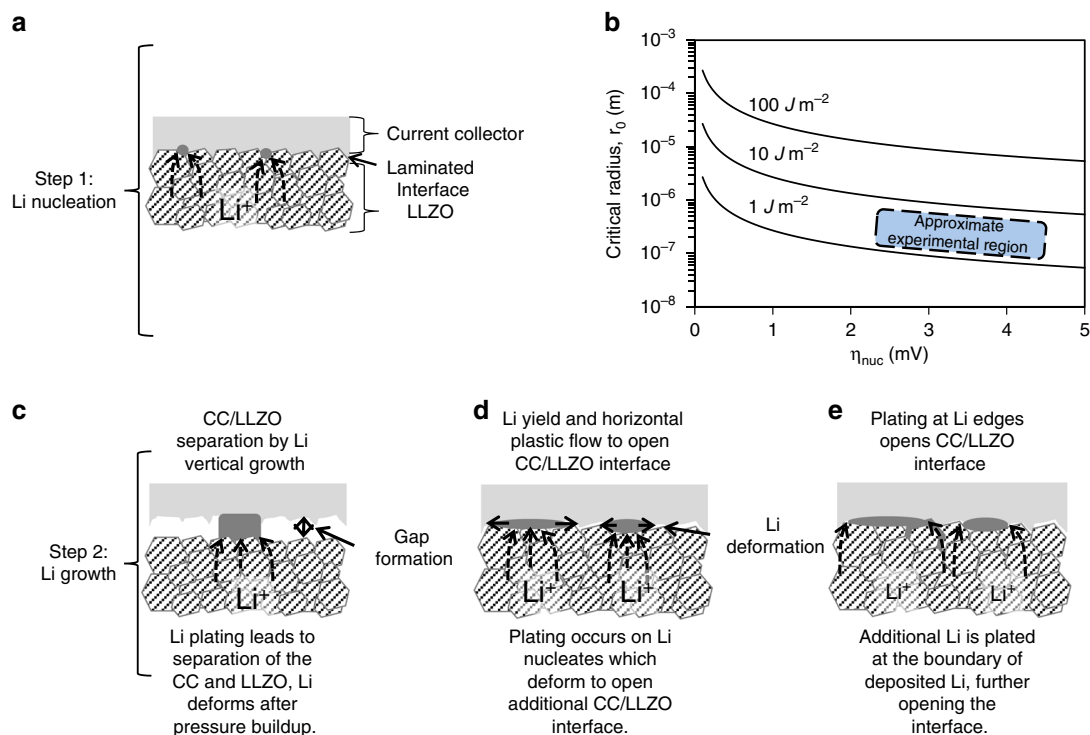 a
Step 1:
Li nucleation
Current collector
Laminated
Interface
LLZO
Li+
b
Critical radius, r0 (m)
10−3
10−4
10−5
10−6
10−7
10−8
100 J m−2
10 J m−2
1 J m−2
Approximate
experimental region
0
1
2
3
4
5
ηnuc (mV)
c
CC/LLZO
separation by Li
vertical growth
Step 2:
Li growth
Gap
formation
Li+
Li plating leads to
separation of the
CC and LLZO, Li
deforms after
pressure buildup.
d
Li yield and horizontal
plastic flow to open
CC/LLZO interface
Li
deformation
Li+
Li+
Plating occurs on Li
nucleates which
deform to open
additional CC/LLZO
interface.
e
Plating at Li edges
opens CC/LLZO
interface
Li+
Li+
Additional Li is plated
at the boundary of
deposited Li, further
opening the
interface.